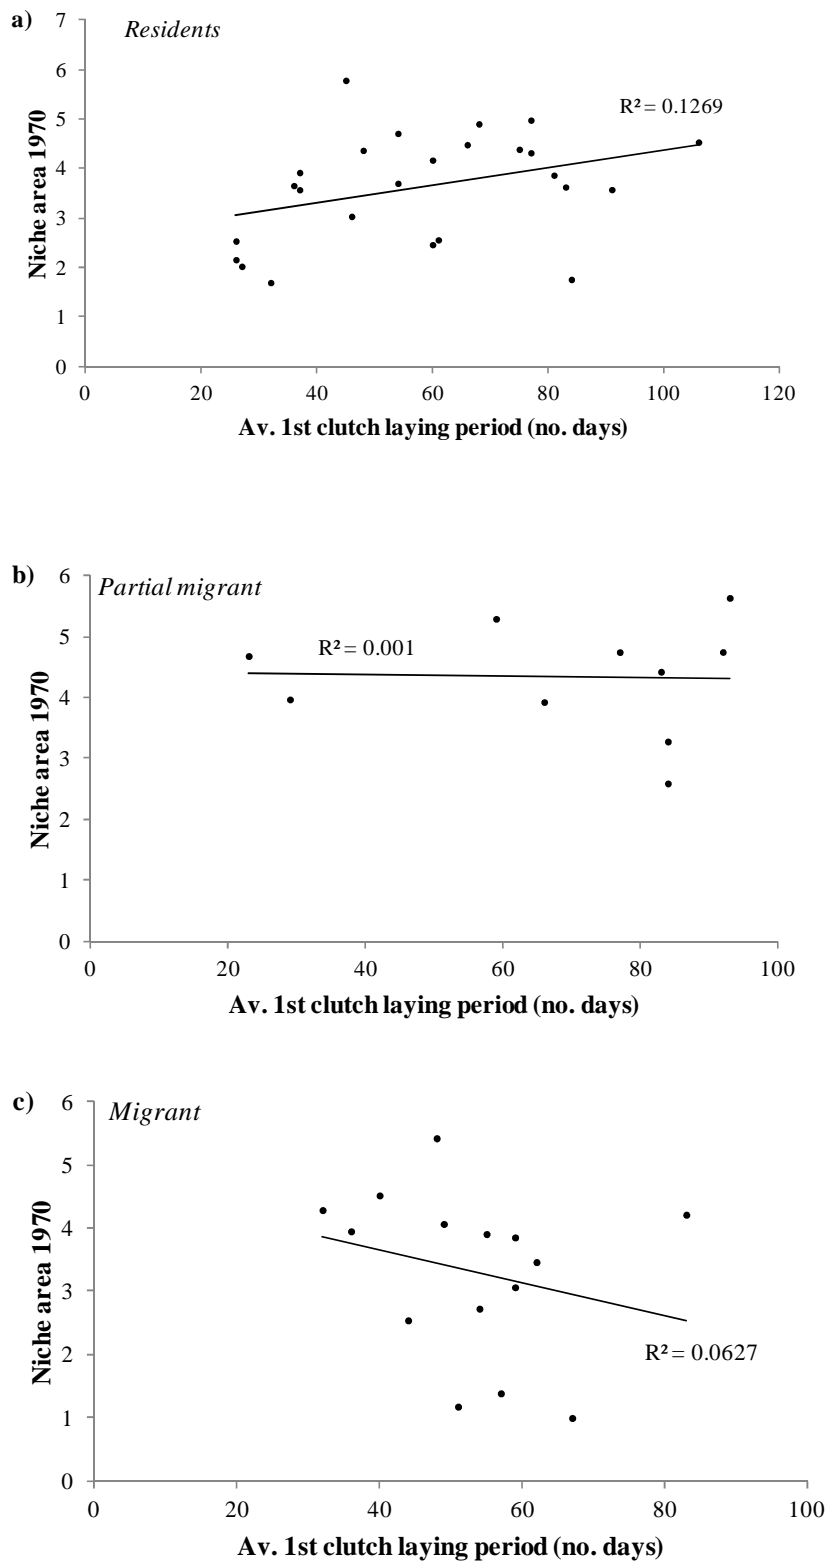 a)
Residents
7
6
5
4
3
2
1
0
R² = 0.1269
Niche area 1970
0 20 40 60 80 100 120
Av. 1st clutch laying period (no. days)
b)
Partial migrant
6
5
4
3
2
1
0
R² = 0.001
Niche area 1970
0 20 40 60 80 100
Av. 1st clutch laying period (no. days)
c)
Migrant
6
5
4
3
2
1
0
R² = 0.0627
Niche area 1970
0 20 40 60 80 100
Av. 1st clutch laying period (no. days)